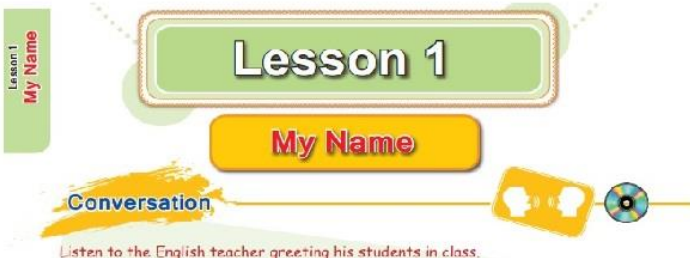 Lesson 1
My Name
Lesson 1
My Name
Conversation
Listen to the English teacher greeting his students in class.